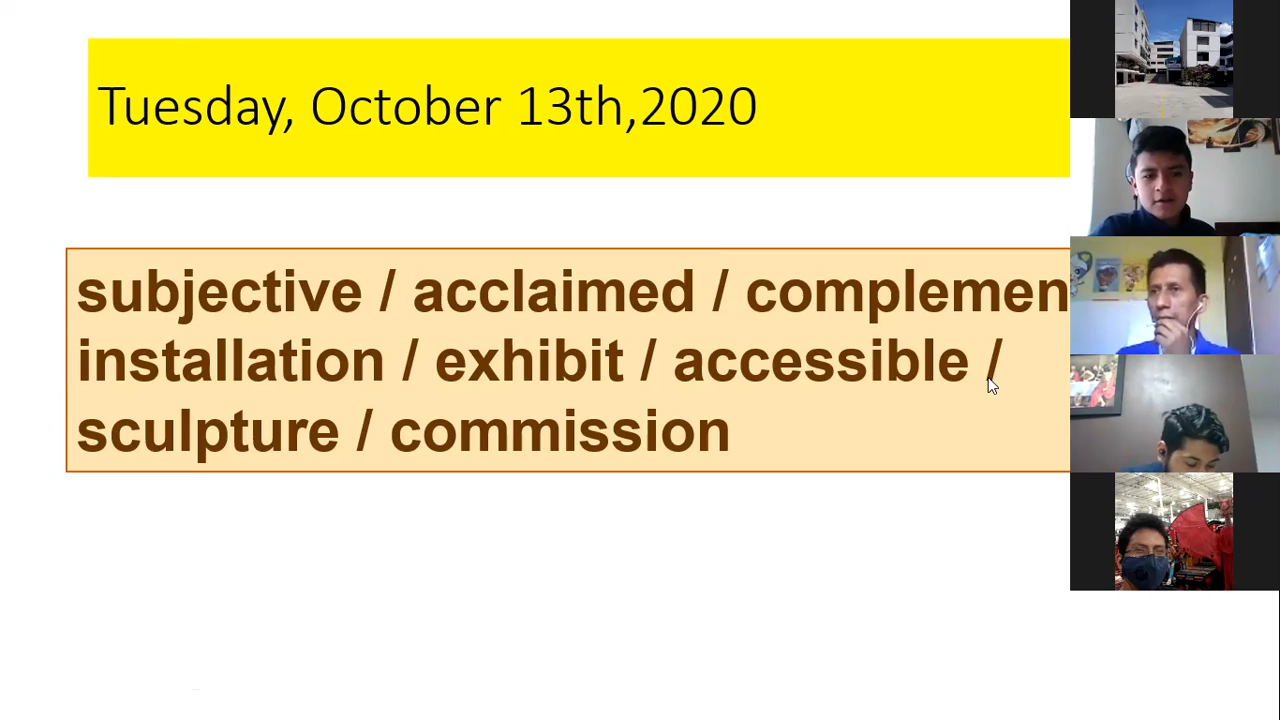 Tuesday, October 13th,2020
subjective / acclaimed / complemen
installation / exhibit / accessible /
sculpture / commission